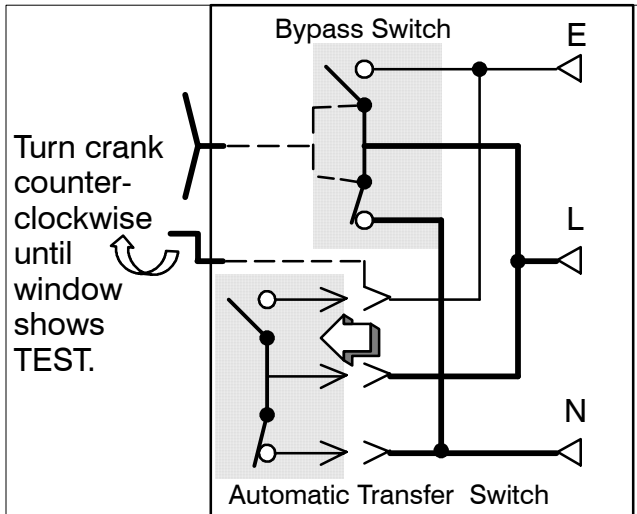 Bypass Switch
E
Turn crank
counter-
clockwise
until
window
shows
TEST.
L
N
Automatic Transfer Switch